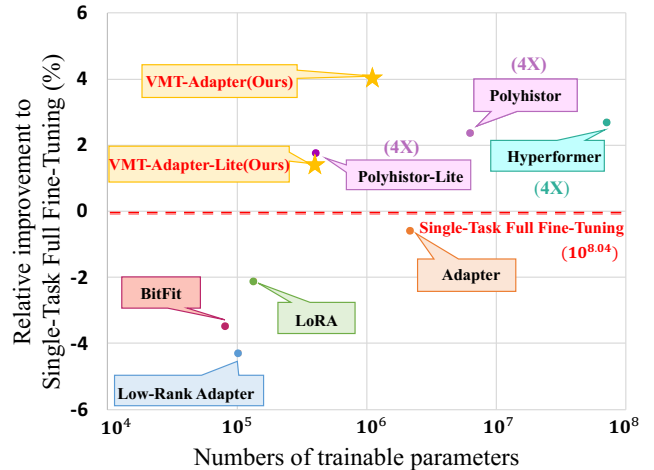 Relative improvement to
Single-Task Full Fine-Tuning (%)
6
4
2
0
-2
-4
-6
VMT-Adapter(Ours)
(4X)
Polyhistor
VMT-Adapter-Lite(Ours)
(4X)
Polyhistor-Lite
Hyperformer
(4X)
Single-Task Full Fine-Tuning
(10^8.04)
Adapter
BitFit
LoRA
Low-Rank Adapter
10^4
10^5
10^6
10^7
10^8
Numbers of trainable parameters